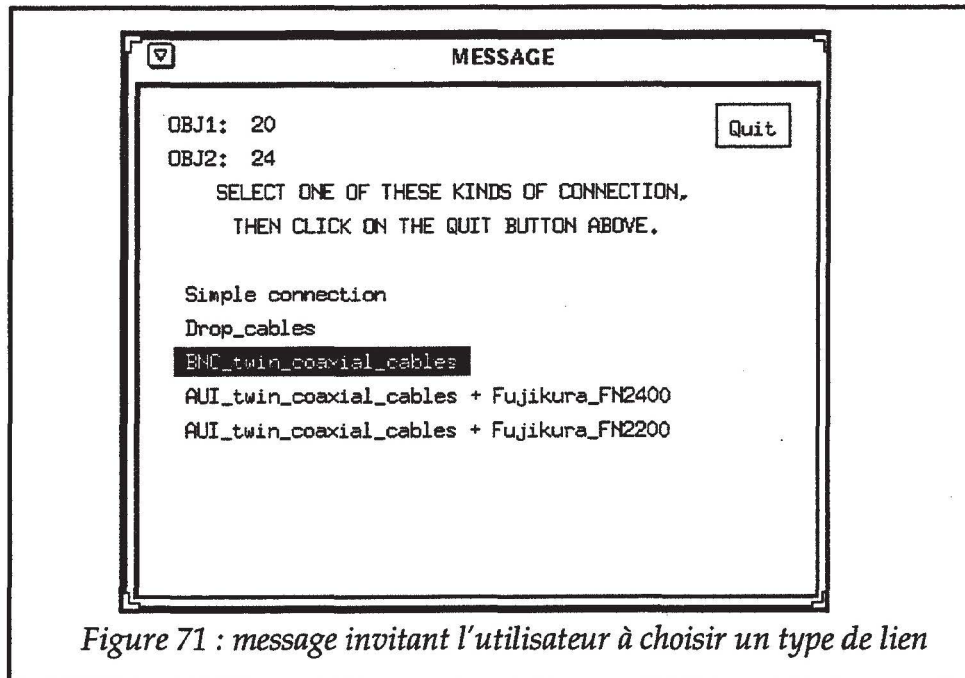 MESSAGE
OBJ1: 20
Quit
OBJ2: 24
SELECT ONE OF THESE KINDS OF CONNECTION,
THEN CLICK ON THE QUIT BUTTON ABOVE.
Simple connection
Drop_cables
BNC_twin_coaxial_cables
AUI_twin_coaxial_cables + Fujikura_FN2400
AUI_twin_coaxial_cables + Fujikura_FN2200
Figure 71 : message invitant l'utilisateur à choisir un type de lien